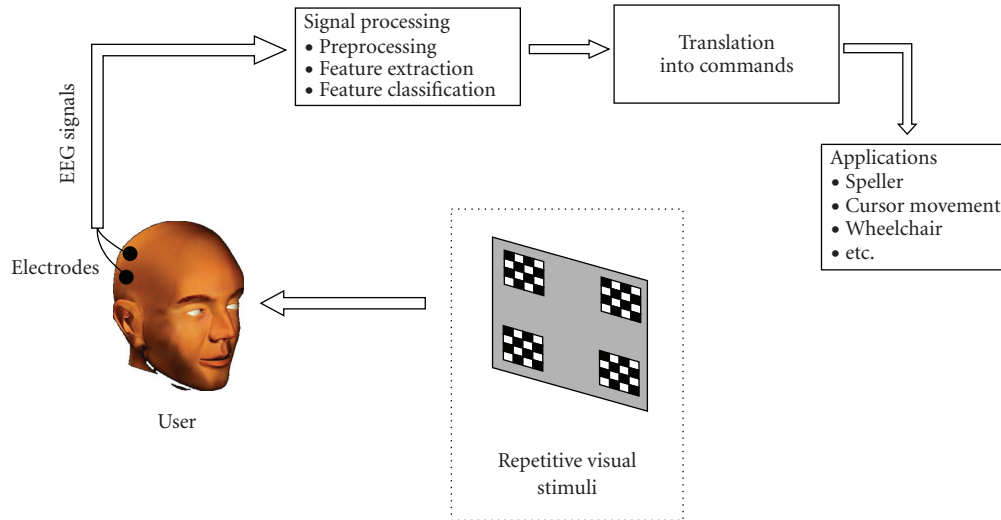 Signal processing
• Preprocessing
• Feature extraction
• Feature classification
Translation
into commands
EEG signals
Applications
• Speller
• Cursor movement
• Wheelchair
• etc.
Electrodes
User
Repetitive visual
stimuli